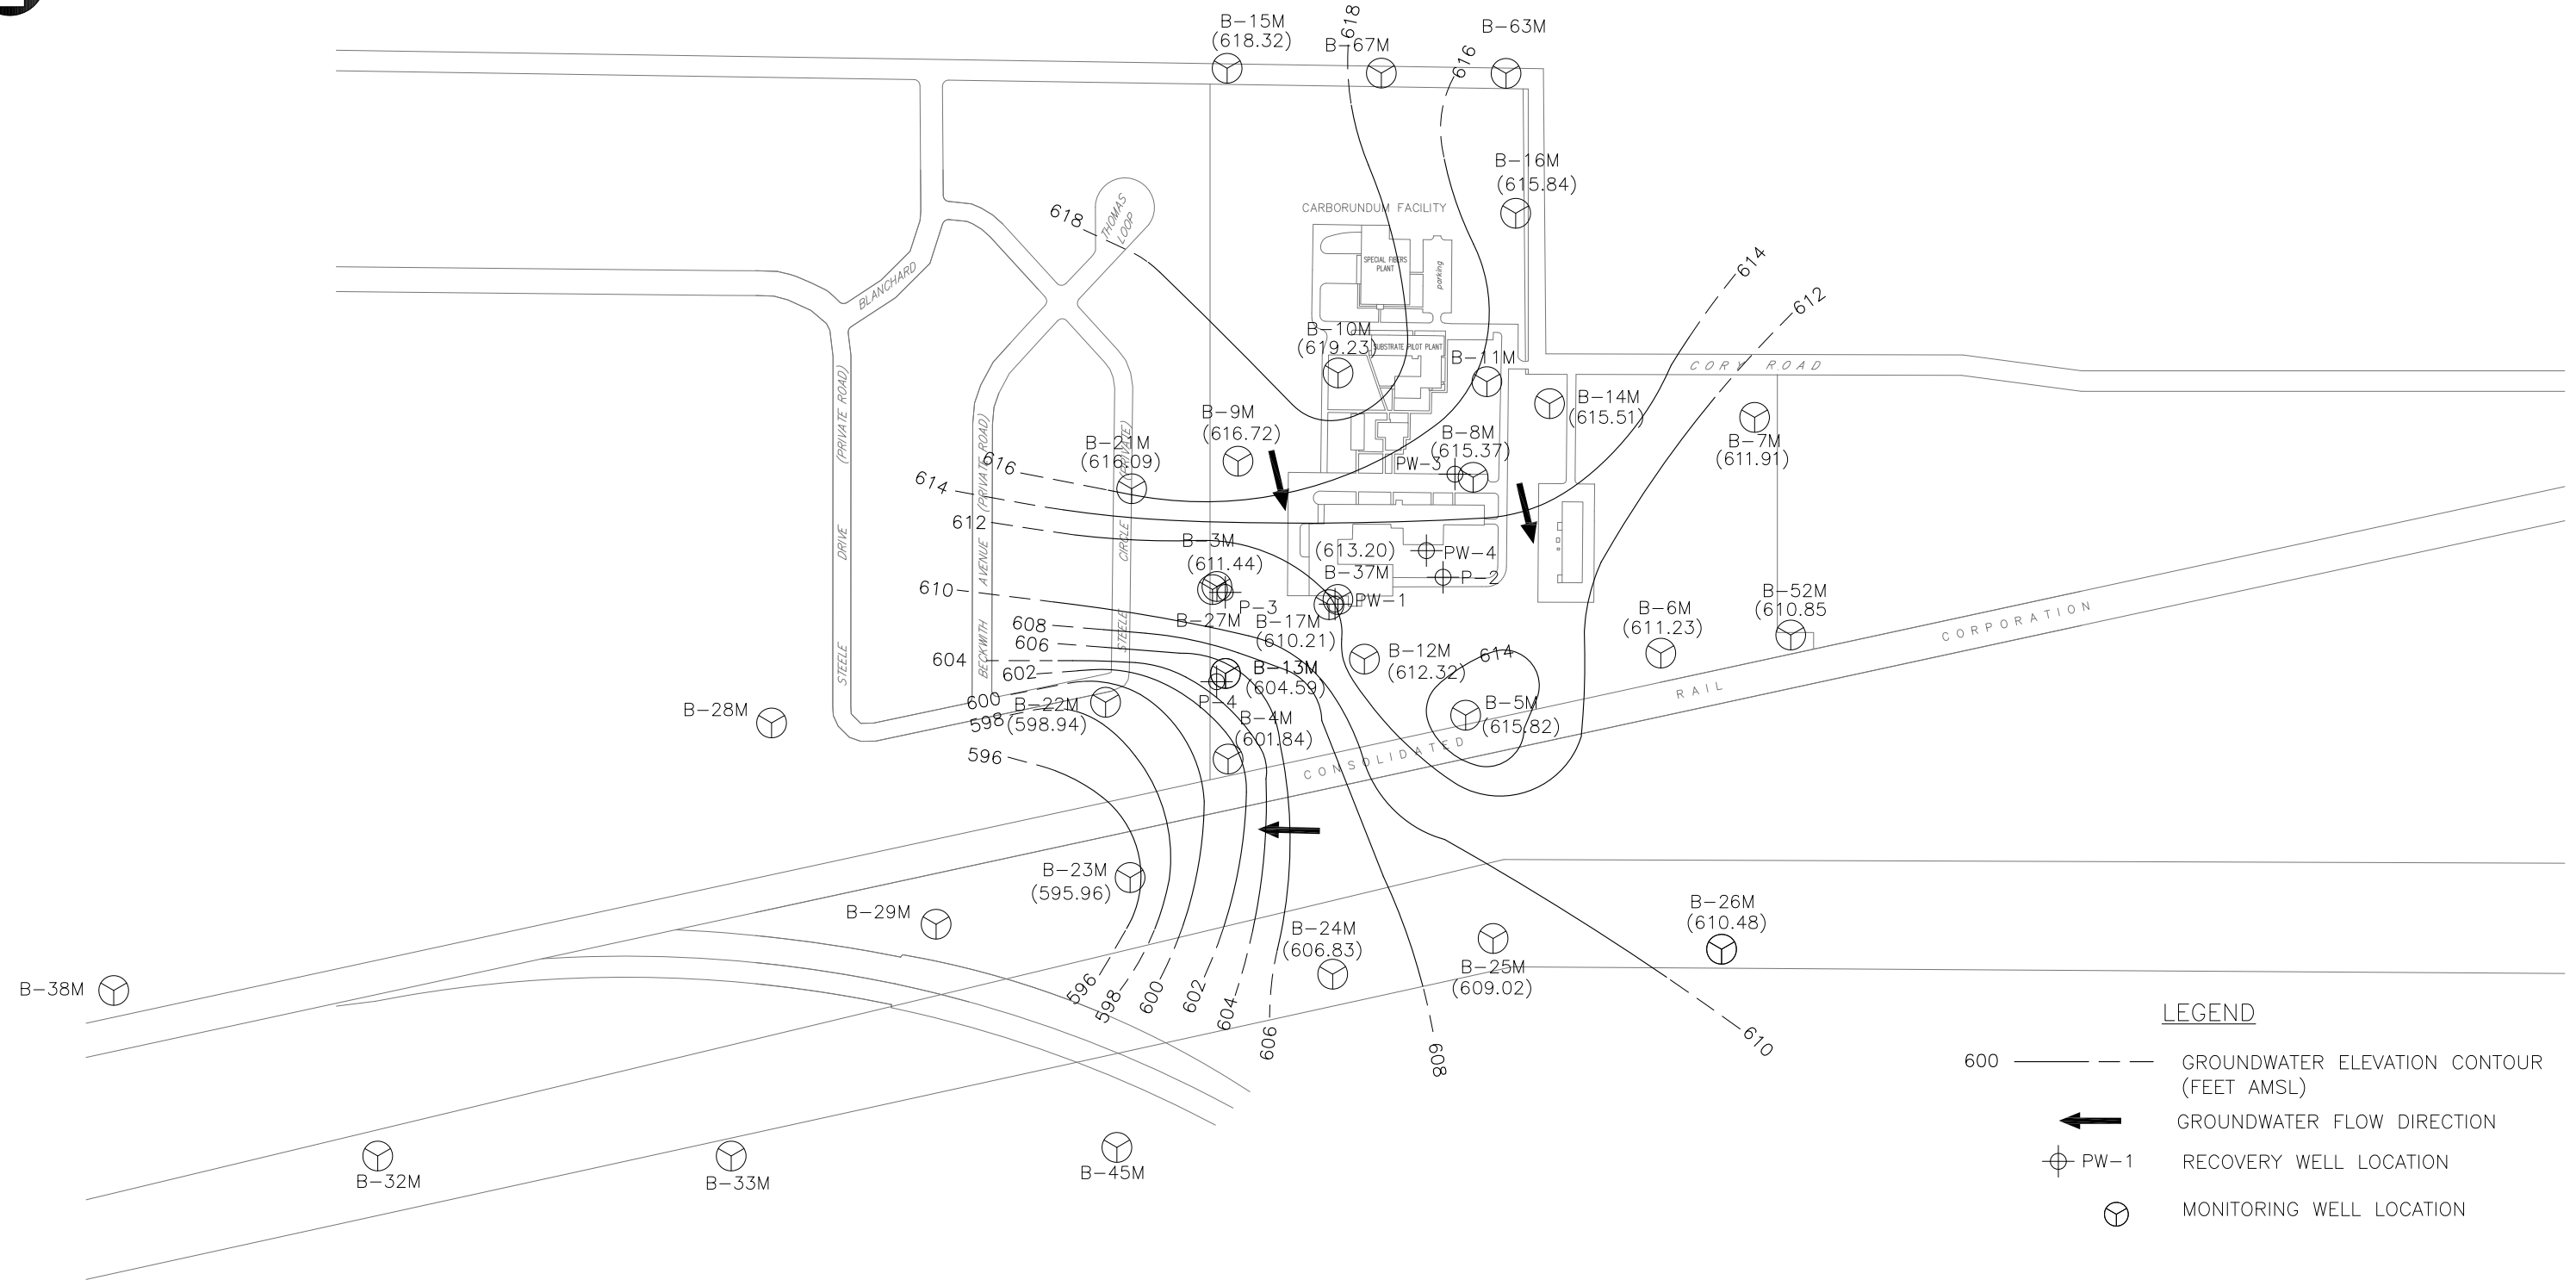 B-15M
(618.32)
618
B-67M
B-63M
616
B-16M
(615.84)
CARBORUNDUM FACILITY
618
THOMAS
LOOP
SPECIAL FIBERS
PLANT
parking
BLANCHARD
614
612
B-10M
(619.23)
SUBSTRATE PILOT PLANT
B-11M
CORY ROAD
B-14M
(615.51)
B-9M
(616.72)
B-8M
(615.37)
PW-3
B-7M
(611.91)
B-21M
(616.09)
616
614
612
STEELE DRIVE (PRIVATE ROAD)
BECKWITH AVENUE (PRIVATE ROAD)
STEELE CIRCLE (PRIVATE)
B-3M
(611.44)
(613.20)
PW-4
B-37M
P-2
PW-1
610
P-3
B-27M
B-17M
(610.21)
608
606
604
602
600
598
596
B-6M
(611.23)
B-52M
(610.85
B-12M
(612.32)
614
B-13M
(604.59)
P-4
B-5M
(615.82)
B-22M
(598.94)
B-4M
(601.84)
B-28M
CONSOLIDATED RAIL CORPORATION
B-23M
(595.96)
B-29M
B-24M
(606.83)
B-25M
(609.02)
B-26M
(610.48)
B-38M
596
598
600
602
604
606
608
610
B-32M
B-33M
B-45M
LEGEND
600 GROUNDWATER ELEVATION CONTOUR
(FEET AMSL)
GROUNDWATER FLOW DIRECTION
PW-1 RECOVERY WELL LOCATION
MONITORING WELL LOCATION